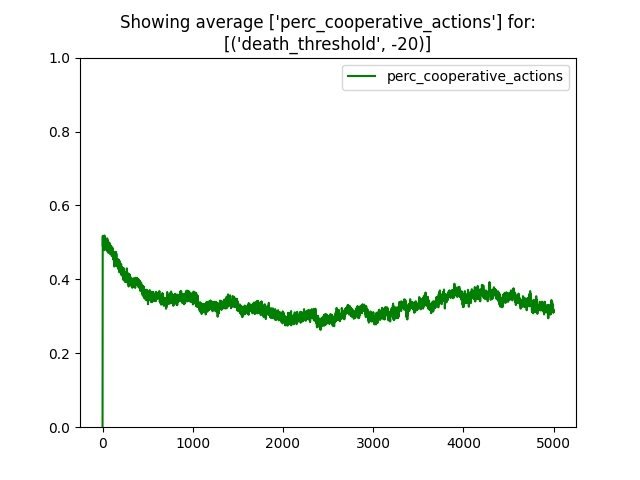 Showing average ['perc_cooperative_actions'] for:
[('death_threshold', -20)]
perc_cooperative_actions
1.0
0.8
0.6
0.4
0.2
0.0
0 1000 2000 3000 4000 5000